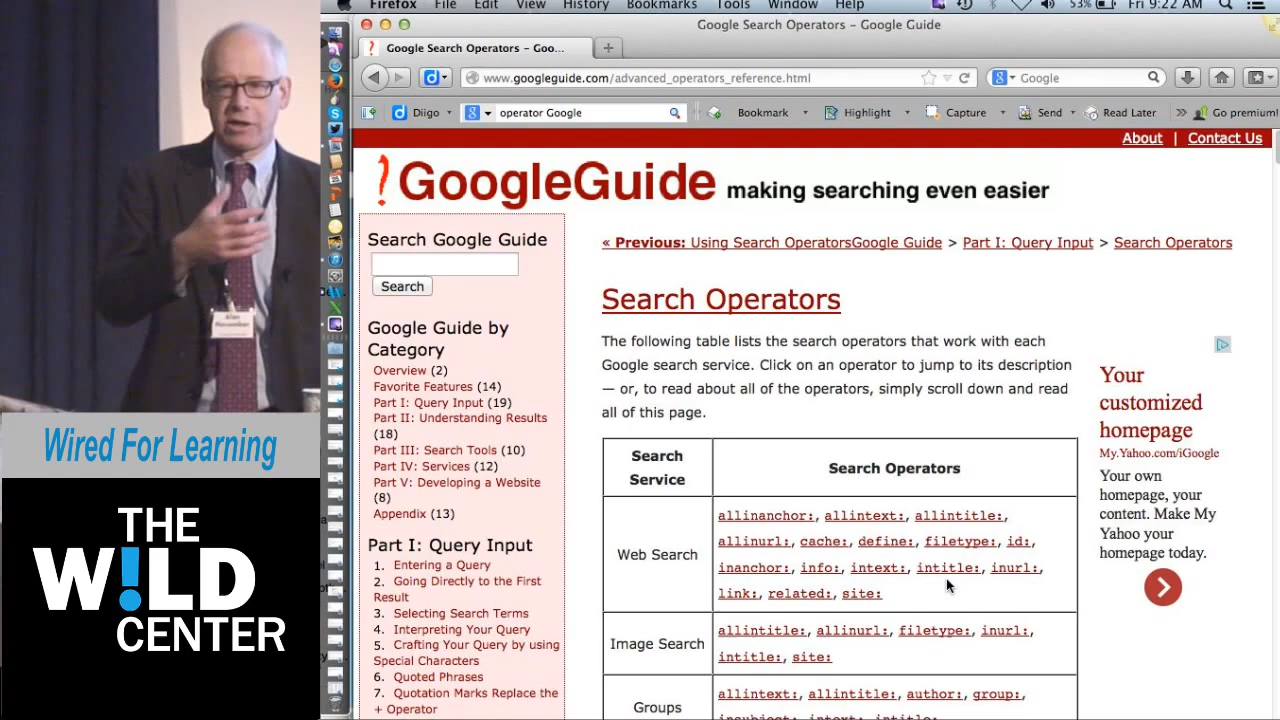 Firefox File Edit View History Bookmarks Tools Window Help 53% Fri 9:22 AM
Google Search Operators – Google Guide
Google Search Operators – Goo...
www.googleguide.com/advanced_operators_reference.html
Google
Diigo
operator Google
Bookmark
Highlight
Capture
Send
Read Later
Go premium!
About | Contact Us
GoogleGuide making searching even easier
Search Google Guide
Search
Google Guide by
Category
Overview (2)
Favorite Features (14)
Part I: Query Input (19)
Part II: Understanding Results
(18)
Part III: Search Tools (10)
Part IV: Services (12)
Part V: Developing a Website
(8)
Appendix (13)
Part I: Query Input
1. Entering a Query
2. Going Directly to the First
Result
3. Selecting Search Terms
4. Interpreting Your Query
5. Crafting Your Query by using
Special Characters
6. Quoted Phrases
7. Quotation Marks Replace the
+ Operator
« Previous: Using Search OperatorsGoogle Guide > Part I: Query Input > Search Operators
Search Operators
The following table lists the search operators that work with each
Google search service. Click on an operator to jump to its description
— or, to read about all of the operators, simply scroll down and read
all of this page.
Search
Service
Search Operators
Web Search
allinanchor:, allintext:, allintitle:,
allinurl:, cache:, define:, filetype:, id:,
inanchor:, info:, intext:, intitle:, inurl:,
link:, related:, site:
Image Search
allintitle:, allinurl:, filetype:, inurl:,
intitle:, site:
Groups
allintext:, allintitle:, author:, group:,
insubject:, intext:, intitle:
Your
customized
homepage
My.Yahoo.com/iGoogle
Your own
homepage, your
content. Make My
Yahoo your
homepage today.
Alan
November
Wired For Learning
THE
W!LD
CENTER